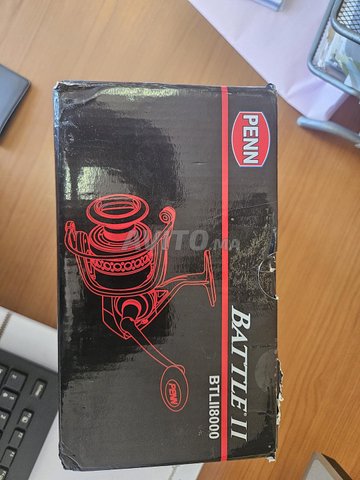 PENN
BATTLE II
BTLII8000
PENN
AVITO.ma